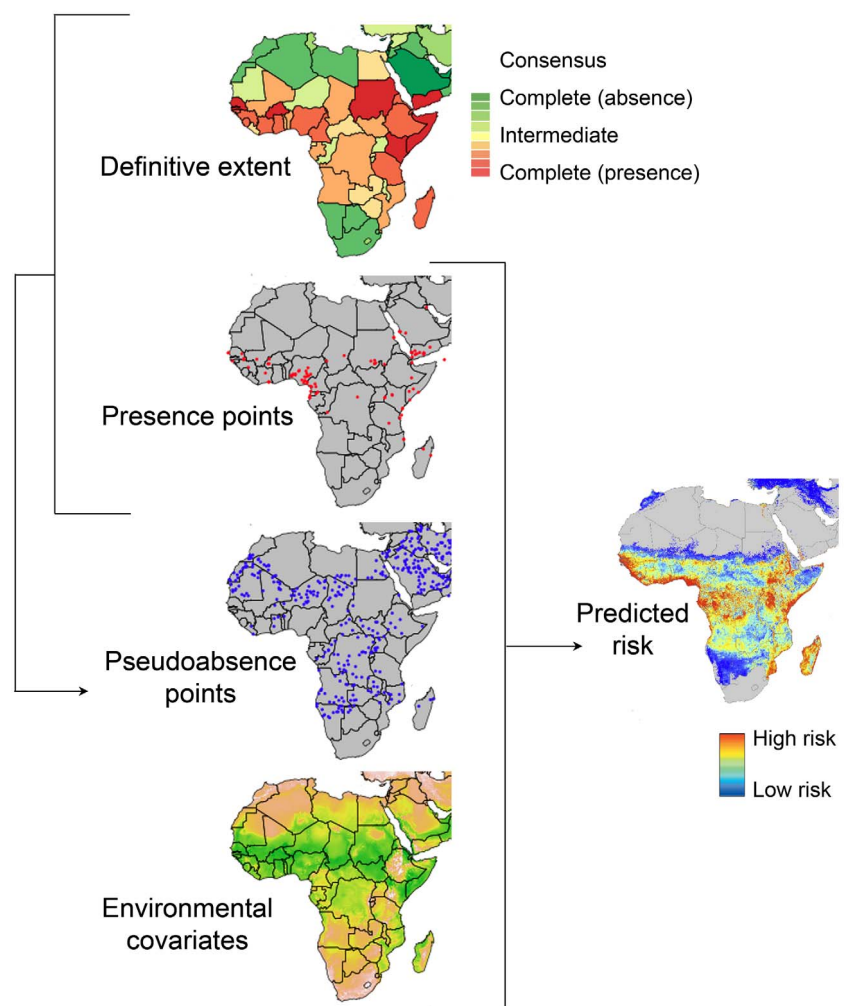 Consensus
Complete (absence)
Intermediate
Complete (presence)
Definitive extent
Presence points
Pseudoabsence
points
Predicted
risk
High risk
Low risk
Environmental
covariates